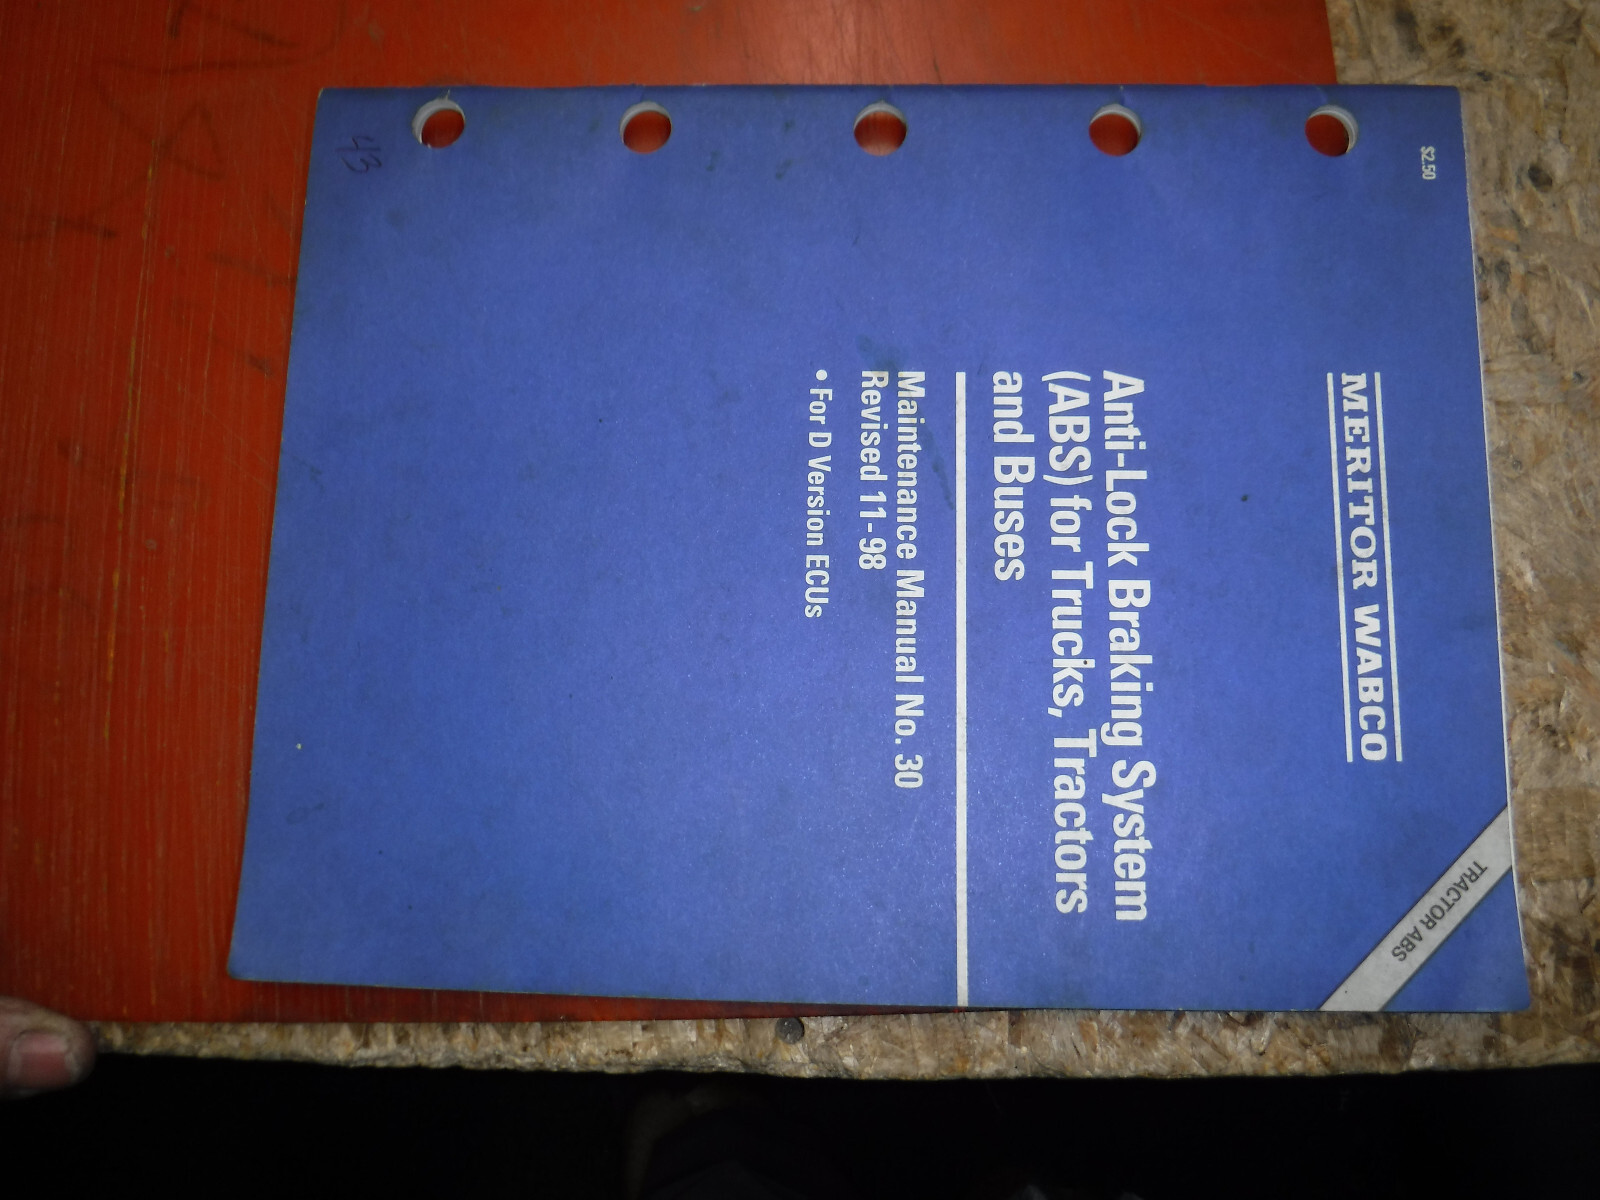 $2.50
MERITOR WABCO
TRACTOR ABS
Anti-Lock Braking System
(ABS) for Trucks, Tractors
and Buses
Maintenance Manual No. 30
Revised 11-98
• For D Version ECUs
43